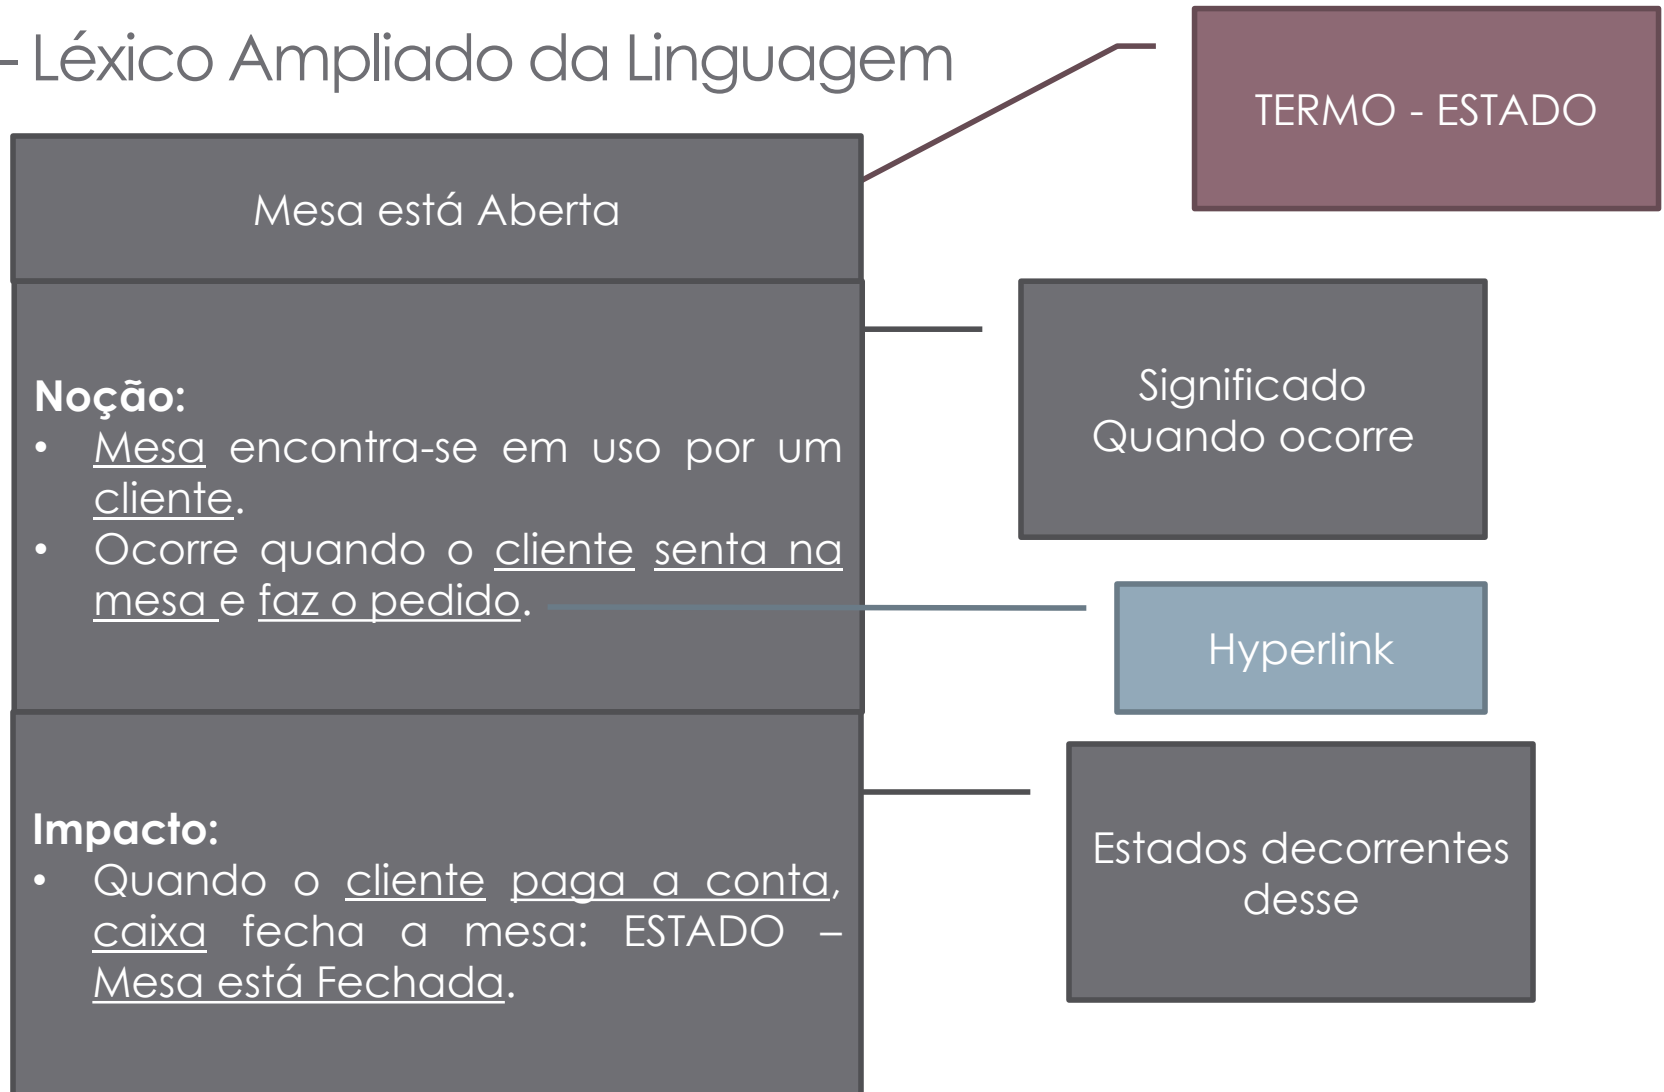 - Léxico Ampliado da Linguagem
TERMO - ESTADO
Mesa está Aberta
Noção:
• Mesa encontra-se em uso por um
cliente.
• Ocorre quando o cliente senta na
mesa e faz o pedido.
Significado
Quando ocorre
Hyperlink
Impacto:
• Quando o cliente paga a conta,
caixa fecha a mesa: ESTADO –
Mesa está Fechada.
Estados decorrentes
desse